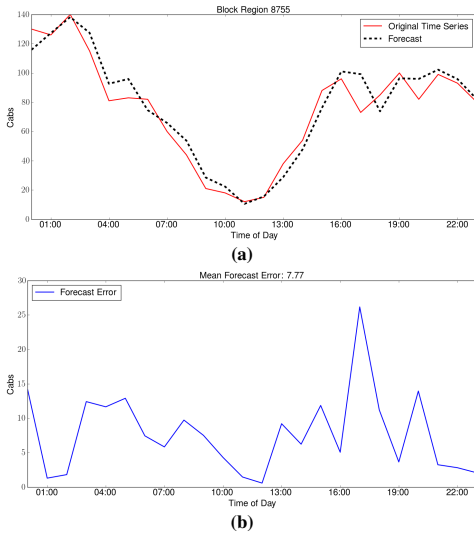 Block Region 8755
140
120
100
80
60
40
20
0
Cabs
Original Time Series
Forecast
01:00 04:00 07:00 10:00 13:00 16:00 19:00 22:00
Time of Day
(a)
Mean Forecast Error: 7.77
30
25
20
15
10
5
0
Cabs
Forecast Error
01:00 04:00 07:00 10:00 13:00 16:00 19:00 22:00
Time of Day
(b)